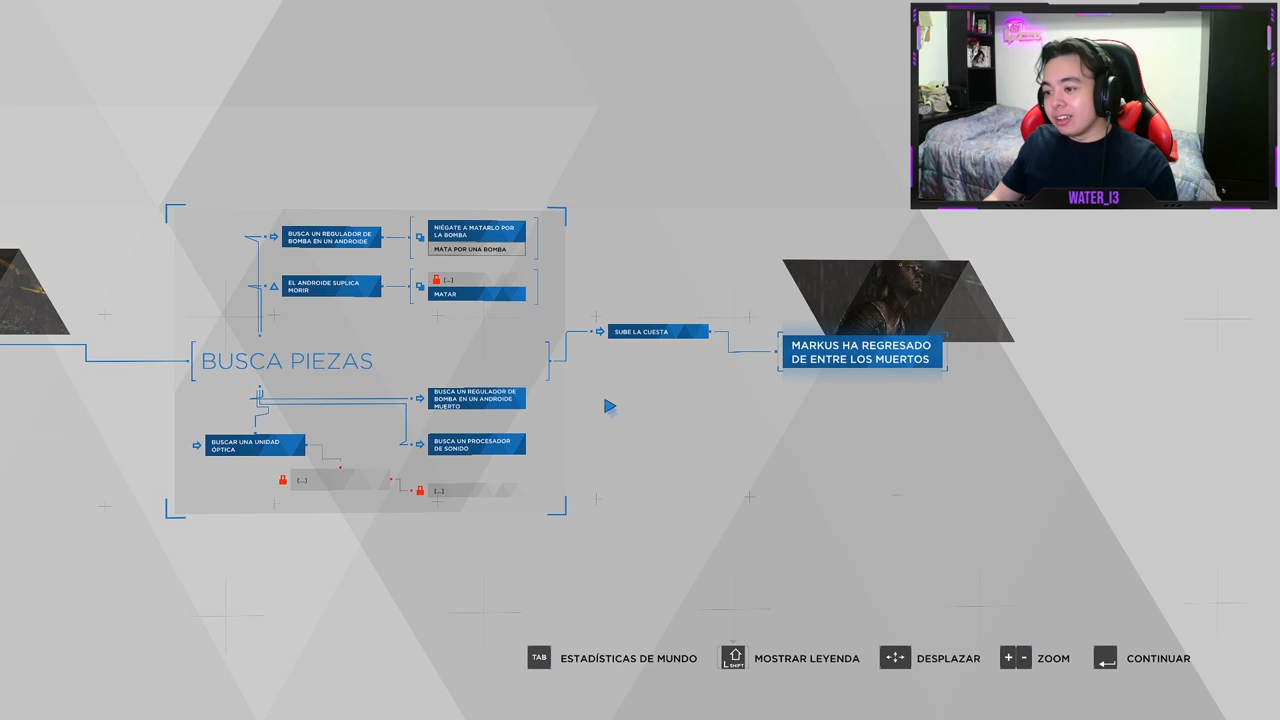 WATER_I3
BUSCA UN REGULADOR DE
BOMBA EN UN ANDROIDE
NIÉGATE A MATARLO POR
LA BOMBA
MATA POR UNA BOMBA
EL ANDROIDE SUPLICA
MORIR
[...]
MATAR
BUSCA PIEZAS
SUBE LA CUESTA
MARKUS HA REGRESADO
DE ENTRE LOS MUERTOS
BUSCA UN REGULADOR DE
BOMBA EN UN ANDROIDE
MUERTO
BUSCAR UNA UNIDAD
ÓPTICA
BUSCA UN PROCESADOR
DE SONIDO
[...]
[...]
TAB ESTADÍSTICAS DE MUNDO
L SHIFT MOSTRAR LEYENDA
DESPLAZAR
+ - ZOOM
CONTINUAR